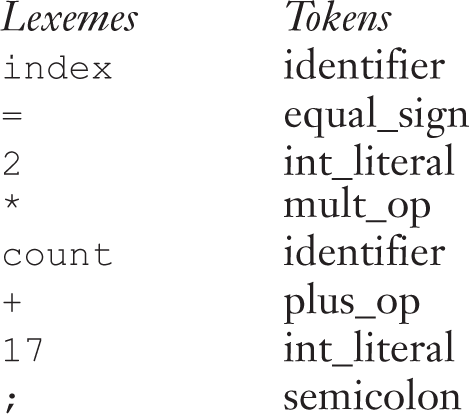 Lexemes Tokens
index identifier
= equal_sign
2 int_literal
* mult_op
count identifier
+ plus_op
17 int_literal
; semicolon